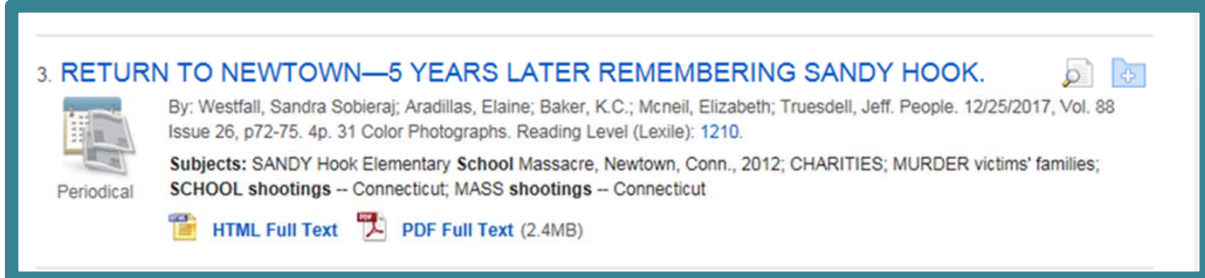 3. RETURN TO NEWTOWN—5 YEARS LATER REMEMBERING SANDY HOOK.
By: Westfall, Sandra Sobieraj; Aradillas, Elaine; Baker, K.C.; Mcneil, Elizabeth; Truesdell, Jeff. People. 12/25/2017, Vol. 88
Issue 26, p72-75. 4p. 31 Color Photographs. Reading Level (Lexile): 1210.
Subjects: SANDY Hook Elementary School Massacre, Newtown, Conn., 2012; CHARITIES; MURDER victims' families;
Periodical
SCHOOL shootings -- Connecticut; MASS shootings -- Connecticut
HTML Full Text PDF Full Text (2.4MB)